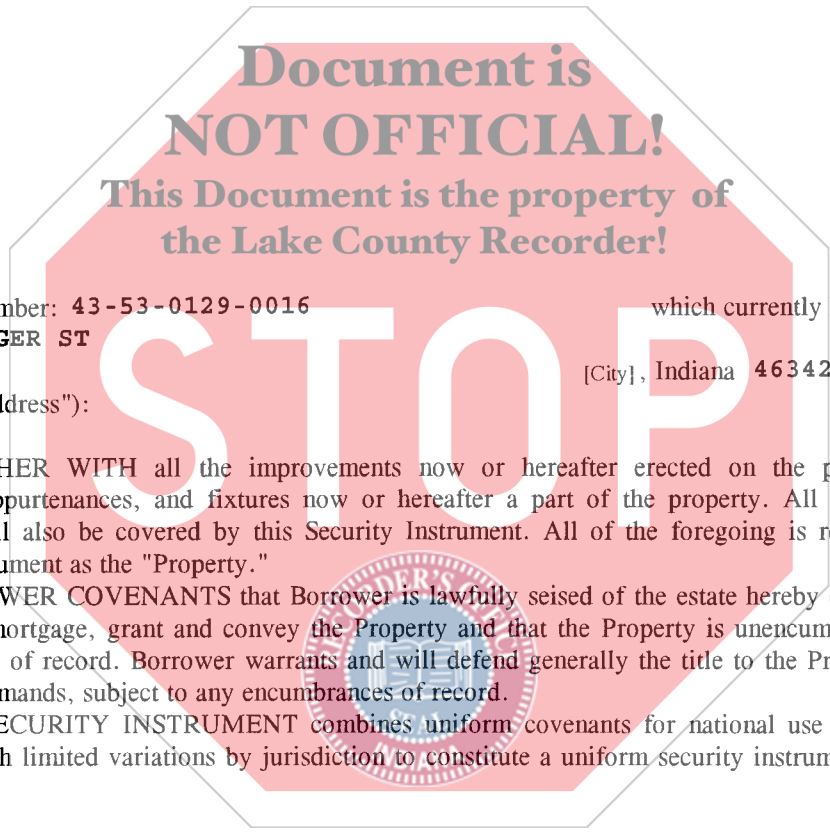 Document is
NOT OFFICIAL!
This Document is the property of
the Lake County Recorder!
mber: 43-53-0129-0016 which currently
GER ST
[City], Indiana 46342
ddress"):
STOP
HER WITH all the improvements now or hereafter erected on the p
ppurtenances, and fixtures now or hereafter a part of the property. All
l also be covered by this Security Instrument. All of the foregoing is r
ument as the "Property."
WER COVENANTS that Borrower is lawfully seised of the estate hereby
mortgage, grant and convey the Property and that the Property is unencum
of record. Borrower warrants and will defend generally the title to the Pr
mands, subject to any encumbrances of record.
ECURITY INSTRUMENT combines uniform covenants for national use
h limited variations by jurisdiction to constitute a uniform security instrum
RECORDER'S OFFICE
SEAL
INDIANA